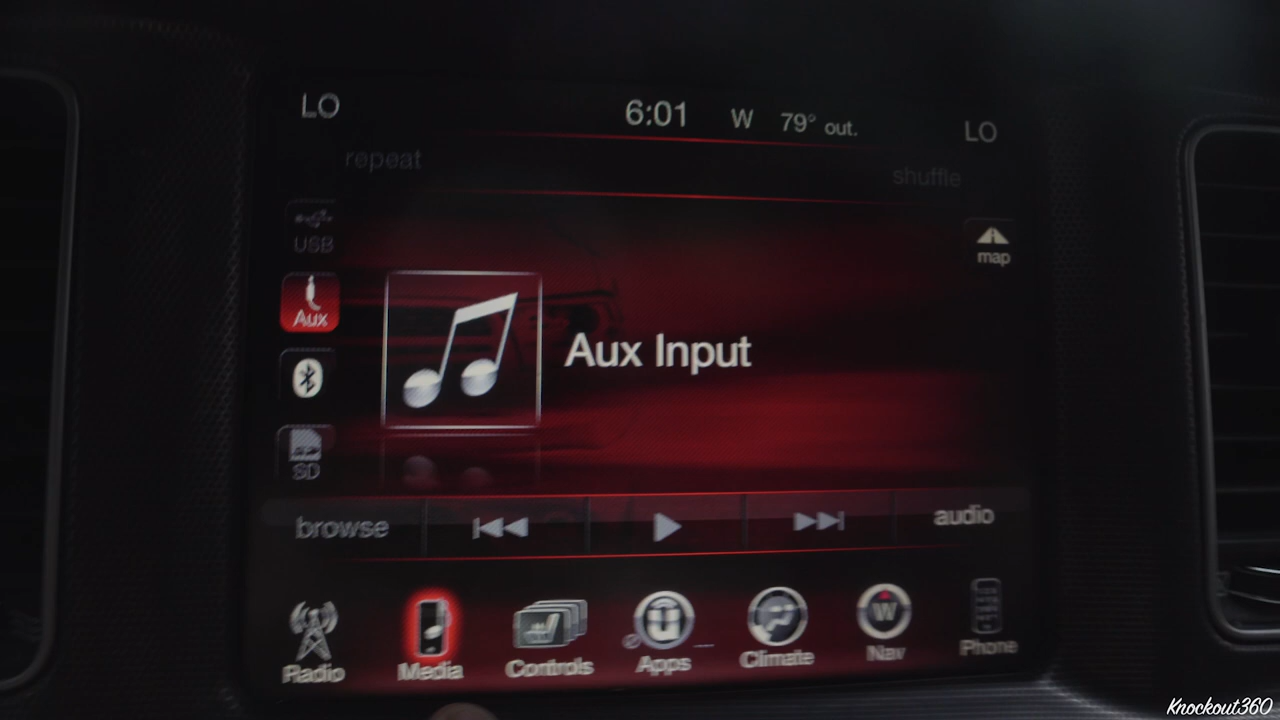 LO 6:01 W 79° out. LO
repeat shuffle
USB
map
Aux
Aux Input
SD
browse audio
Radio Media Controls Apps Climate W Nav Phone
Knockout360